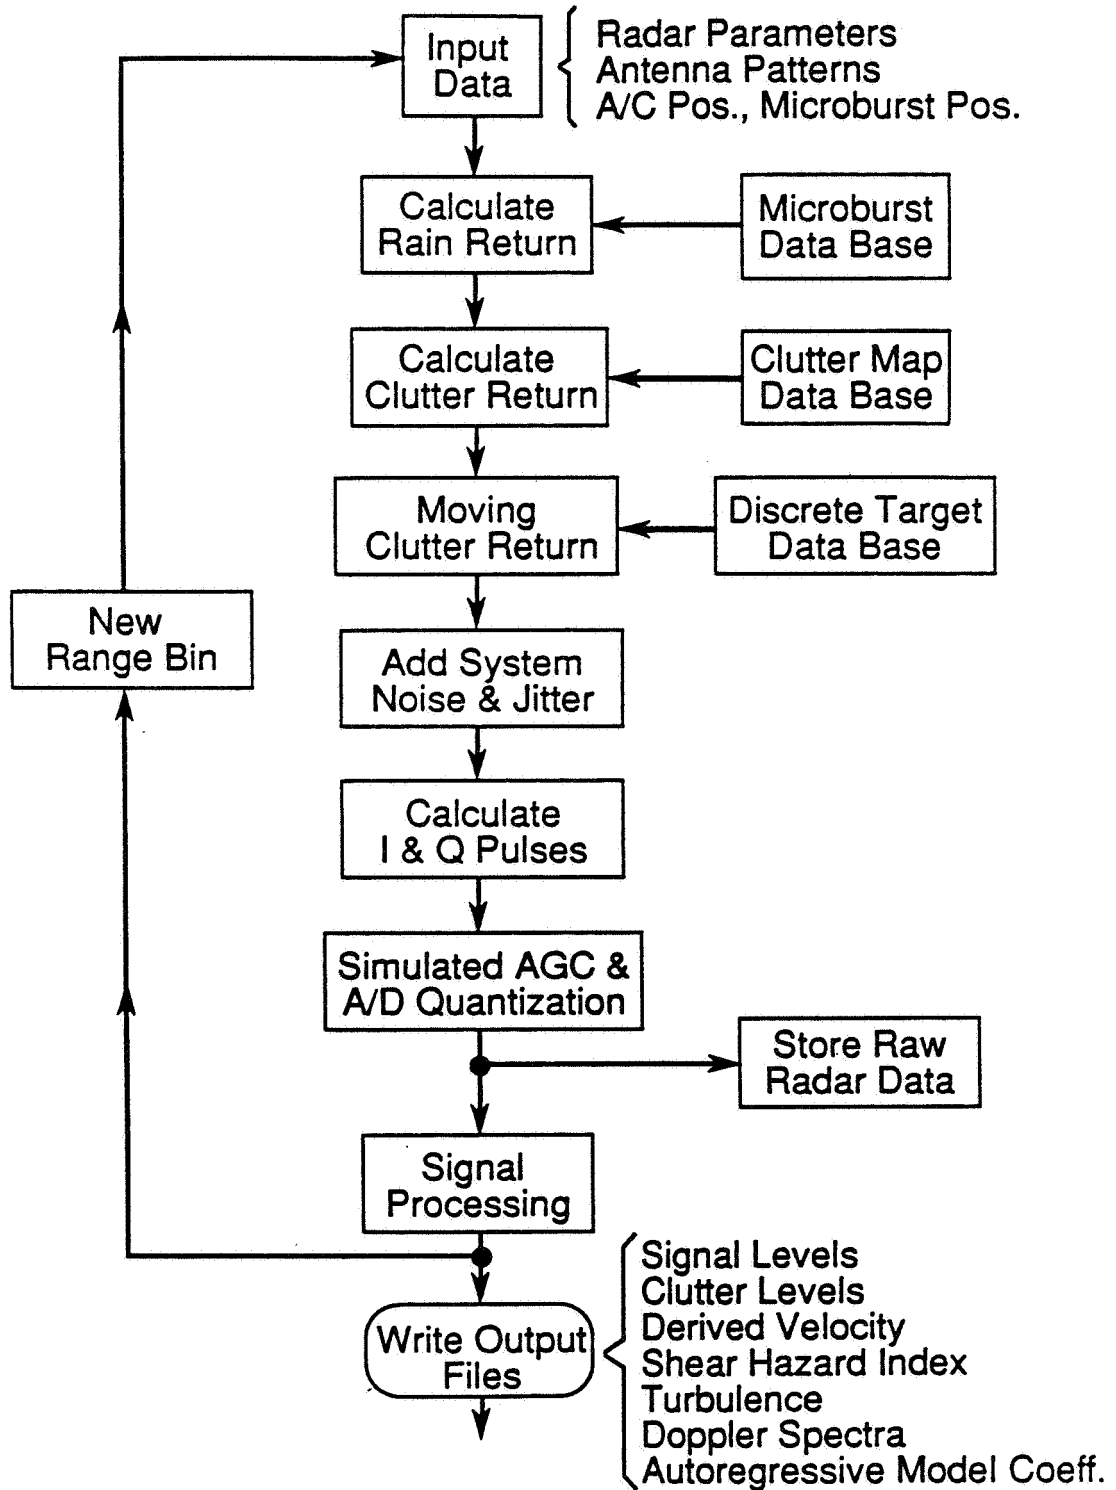 Input
Data
Radar Parameters
Antenna Patterns
A/C Pos., Microburst Pos.
Calculate
Rain Return
Microburst
Data Base
Calculate
Clutter Return
Clutter Map
Data Base
Moving
Clutter Return
Discrete Target
Data Base
New
Range Bin
Add System
Noise & Jitter
Calculate
I & Q Pulses
Simulated AGC &
A/D Quantization
Store Raw
Radar Data
Signal
Processing
Write Output
Files
Signal Levels
Clutter Levels
Derived Velocity
Shear Hazard Index
Turbulence
Doppler Spectra
Autoregressive Model Coeff.